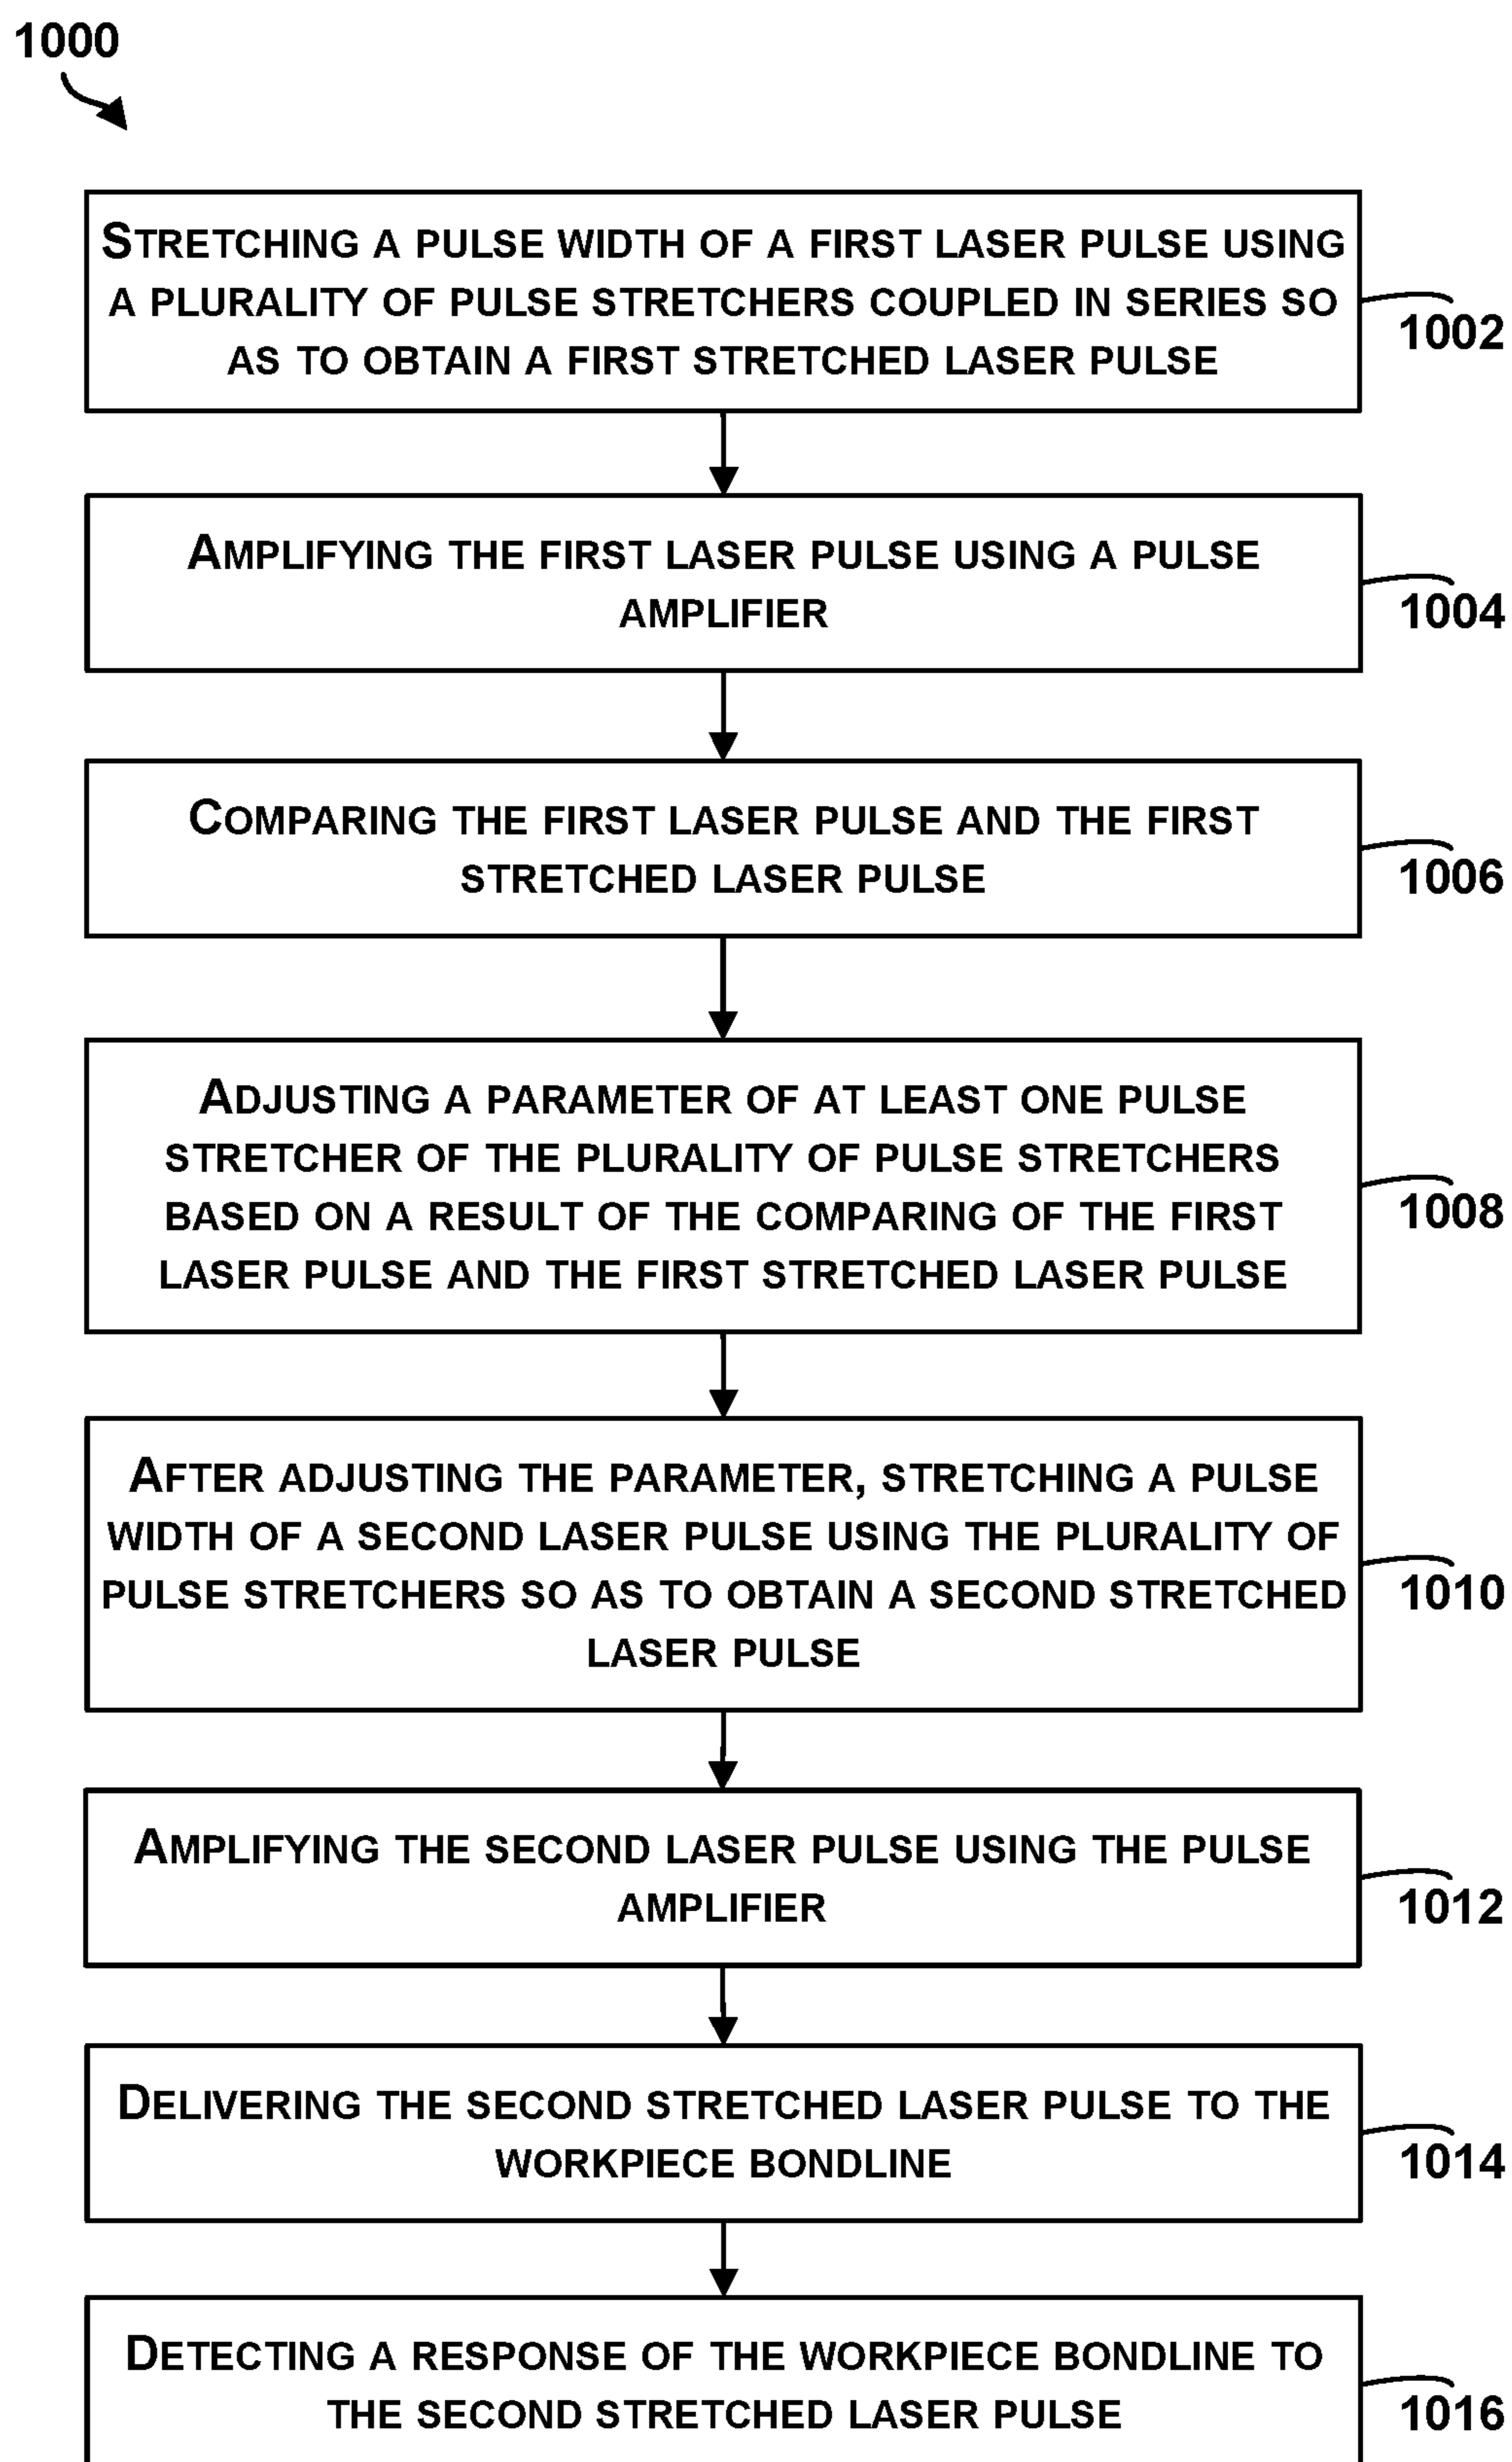 1000
STRETCHING A PULSE WIDTH OF A FIRST LASER PULSE USING
A PLURALITY OF PULSE STRETCHERS COUPLED IN SERIES SO
AS TO OBTAIN A FIRST STRETCHED LASER PULSE
1002
AMPLIFYING THE FIRST LASER PULSE USING A PULSE
AMPLIFIER
1004
COMPARING THE FIRST LASER PULSE AND THE FIRST
STRETCHED LASER PULSE
1006
ADJUSTING A PARAMETER OF AT LEAST ONE PULSE
STRETCHER OF THE PLURALITY OF PULSE STRETCHERS
BASED ON A RESULT OF THE COMPARING OF THE FIRST
LASER PULSE AND THE FIRST STRETCHED LASER PULSE
1008
AFTER ADJUSTING THE PARAMETER, STRETCHING A PULSE
WIDTH OF A SECOND LASER PULSE USING THE PLURALITY OF
PULSE STRETCHERS SO AS TO OBTAIN A SECOND STRETCHED
LASER PULSE
1010
AMPLIFYING THE SECOND LASER PULSE USING THE PULSE
AMPLIFIER
1012
DELIVERING THE SECOND STRETCHED LASER PULSE TO THE
WORKPIECE BONDLINE
1014
DETECTING A RESPONSE OF THE WORKPIECE BONDLINE TO
THE SECOND STRETCHED LASER PULSE
1016